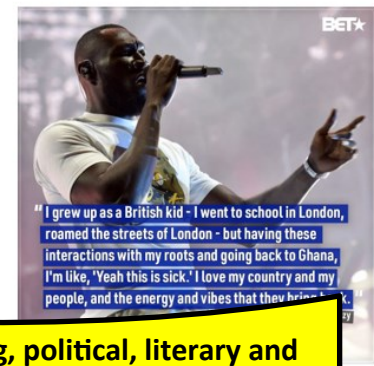 BET★
“I grew up as a British kid - I went to school in London,
roamed the streets of London - but having these
interactions with my roots and going back to Ghana,
I'm like, 'Yeah this is sick.' I love my country and my
people, and the energy and vibes that they bring
zy
g, political, literary and